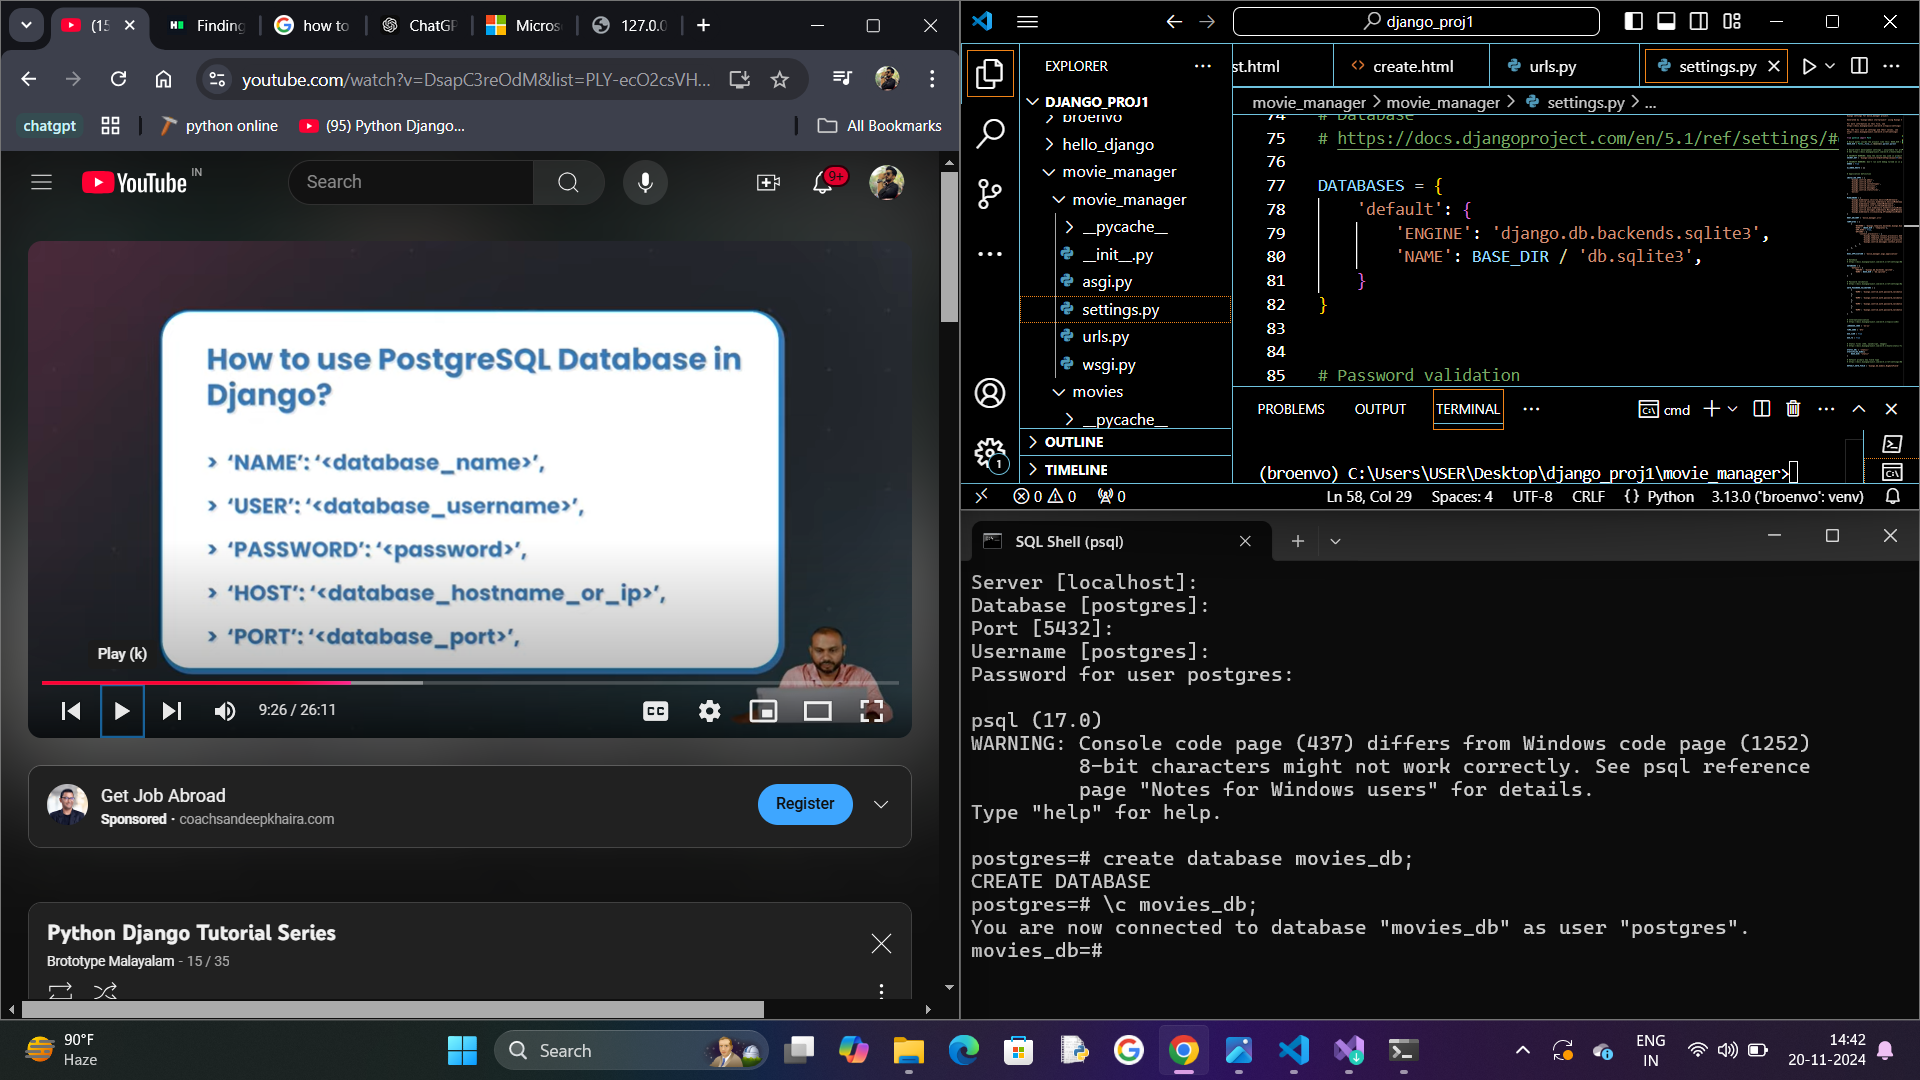 (15
Finding
how to
ChatGP
Micros
127.0.0
youtube.com/watch?v=DsapC3reOdM&list=PLY-ecO2csVH...
chatgpt
python online
(95) Python Django...
All Bookmarks
YouTube IN
Search
9+
How to use PostgreSQL Database in
Django?
> ‘NAME’: ‘<database_name>’,
> ‘USER’: ‘<database_username>’,
> ‘PASSWORD’: ‘<password>’,
> ‘HOST’: ‘<database_hostname_or_ip>’,
> ‘PORT’: ‘<database_port>’,
Play (k)
9:26 / 26:11
CC
Get Job Abroad
Sponsored · coachsandeepkhaira.com
Register
Python Django Tutorial Series
Brototype Malayalam - 15 / 35
django_proj1
EXPLORER
DJANGO_PROJ1
broenvo
hello_django
movie_manager
movie_manager
__pycache__
__init__.py
asgi.py
settings.py
urls.py
wsgi.py
movies
__pycache__
OUTLINE
TIMELINE
1
st.html
create.html
urls.py
settings.py
movie_manager > movie_manager > settings.py > ...
74 # Database
75 # https://docs.djangoproject.com/en/5.1/ref/settings/#
76
77 DATABASES = {
78 'default': {
79 'ENGINE': 'django.db.backends.sqlite3',
80 'NAME': BASE_DIR / 'db.sqlite3',
81 }
82 }
83
84
85 # Password validation
PROBLEMS
OUTPUT
TERMINAL
cmd
(broenvo) C:\Users\USER\Desktop\django_proj1\movie_manager>
0 0 0
Ln 58, Col 29 Spaces: 4 UTF-8 CRLF {} Python 3.13.0 ('broenvo': venv)
SQL Shell (psql)
Server [localhost]:
Database [postgres]:
Port [5432]:
Username [postgres]:
Password for user postgres:
psql (17.0)
WARNING: Console code page (437) differs from Windows code page (1252)
8-bit characters might not work correctly. See psql reference
page "Notes for Windows users" for details.
Type "help" for help.
postgres=# create database movies_db;
CREATE DATABASE
postgres=# \c movies_db;
You are now connected to database "movies_db" as user "postgres".
movies_db=#
90°F
Haze
Search
ENG
IN
14:42
20-11-2024